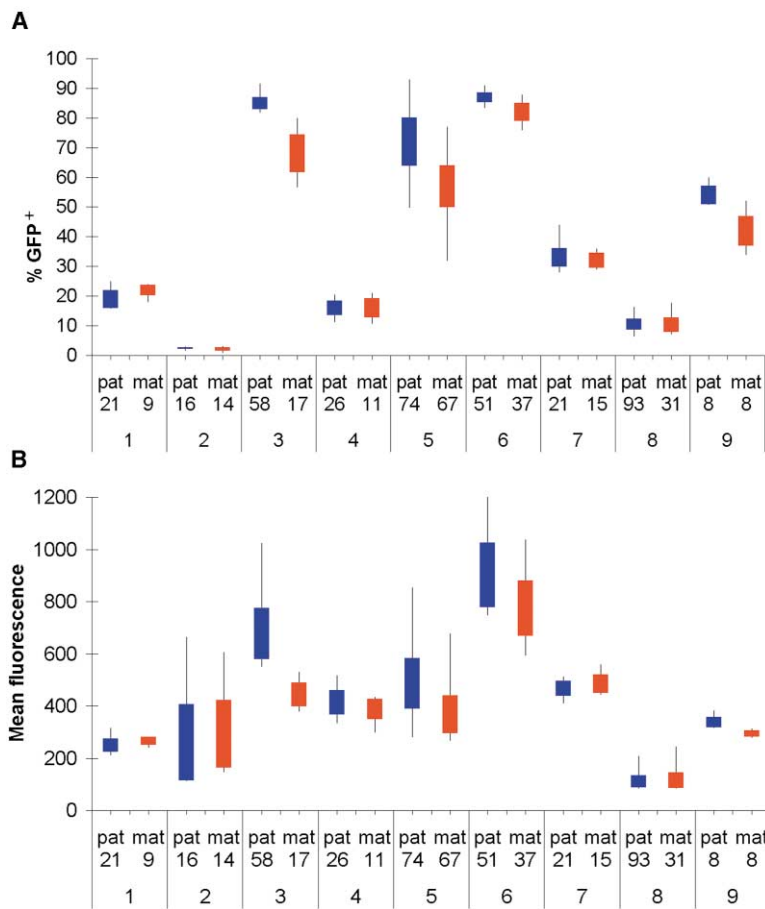 A
100
90
80
70
60
50
40
30
20
10
0
% GFP+
pat mat pat mat pat mat pat mat pat mat pat mat pat mat pat mat pat mat
21 9 16 14 58 17 26 11 74 67 51 37 21 15 93 31 8 8
1 2 3 4 5 6 7 8 9
B
1200
1000
800
600
400
200
0
Mean fluorescence
pat mat pat mat pat mat pat mat pat mat pat mat pat mat pat mat pat mat
21 9 16 14 58 17 26 11 74 67 51 37 21 15 93 31 8 8
1 2 3 4 5 6 7 8 9